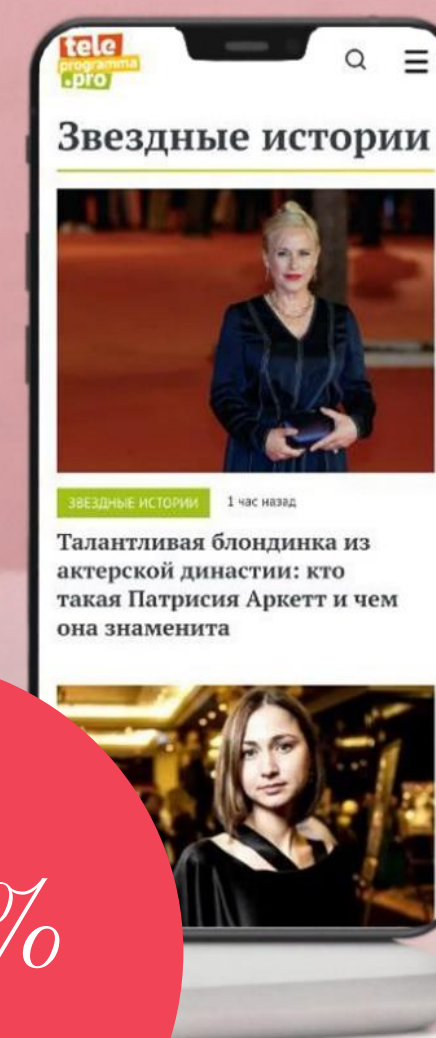 tele
programma
.pro
Звездные истории
ЗВЕЗДНЫЕ ИСТОРИИ 1 час назад
Талантливая блондинка из
актерской династии: кто
такая Патрисия Аркетт и чем
она знаменита
%